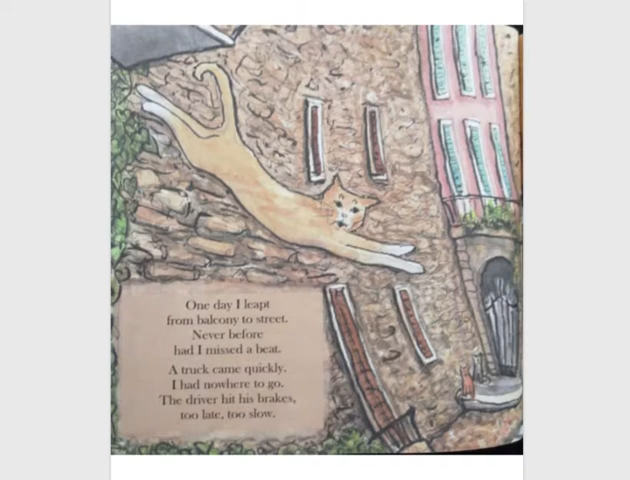 One day I leapt
from balcony to street.
Never before
had I missed a beat.
A truck came quickly.
I had nowhere to go.
The driver hit his brakes,
too late, too slow.